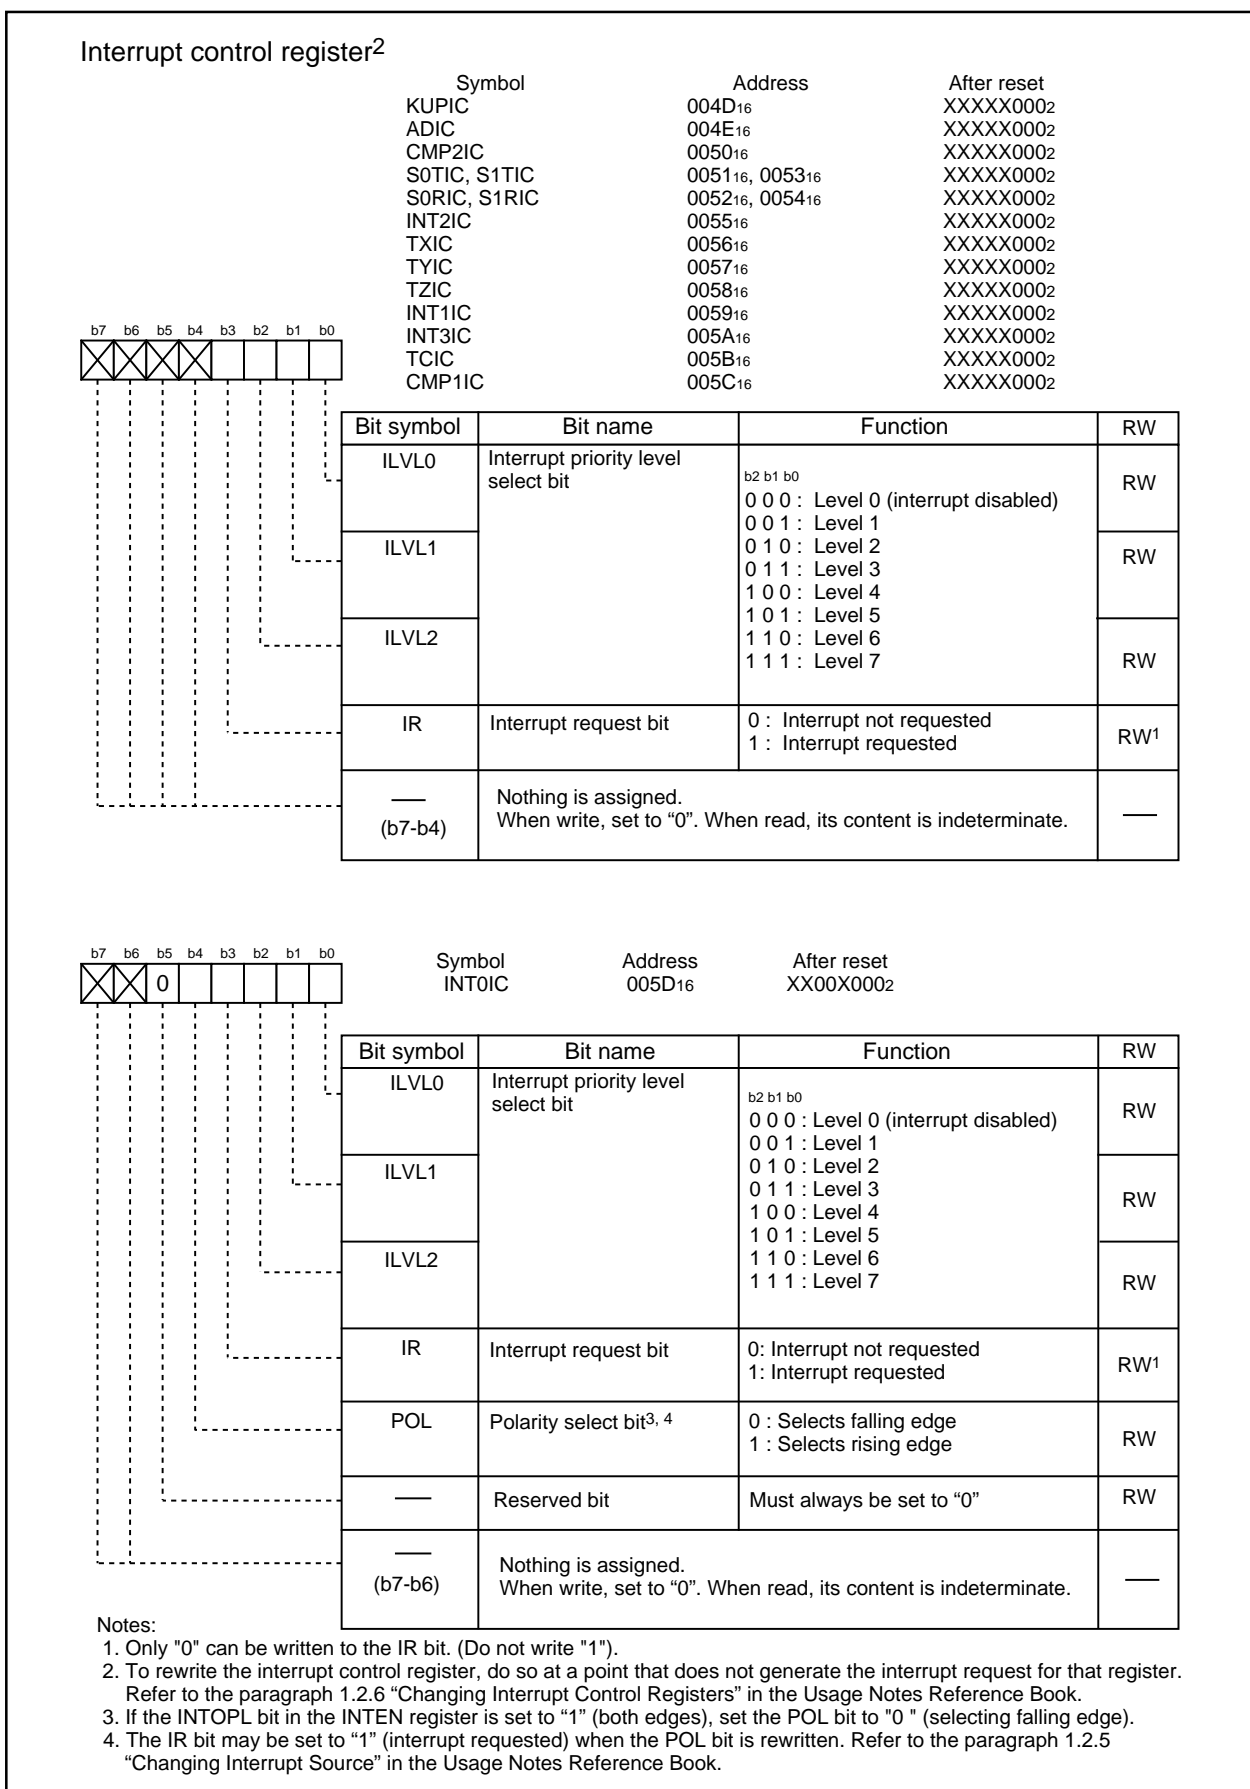 Interrupt control register2
Symbol Address After reset
KUPIC 004D16 XXXXX0002
ADIC 004E16 XXXXX0002
CMP2IC 005016 XXXXX0002
S0TIC, S1TIC 005116, 005316 XXXXX0002
S0RIC, S1RIC 005216, 005416 XXXXX0002
INT2IC 005516 XXXXX0002
TXIC 005616 XXXXX0002
TYIC 005716 XXXXX0002
TZIC 005816 XXXXX0002
INT1IC 005916 XXXXX0002
INT3IC 005A16 XXXXX0002
TCIC 005B16 XXXXX0002
CMP1IC 005C16 XXXXX0002
b7 b6 b5 b4 b3 b2 b1 b0
Bit symbol Bit name Function RW
ILVL0 Interrupt priority level
select bit
b2 b1 b0
0 0 0 : Level 0 (interrupt disabled)
0 0 1 : Level 1
0 1 0 : Level 2
0 1 1 : Level 3
1 0 0 : Level 4
1 0 1 : Level 5
1 1 0 : Level 6
1 1 1 : Level 7
RW
ILVL1 RW
ILVL2 RW
IR Interrupt request bit 0 : Interrupt not requested
1 : Interrupt requested
RW1
(b7-b4)
Nothing is assigned.
When write, set to “0”. When read, its content is indeterminate.
b7 b6 b5 b4 b3 b2 b1 b0
0
Symbol Address After reset
INT0IC 005D16 XX00X0002
Bit symbol Bit name Function RW
ILVL0 Interrupt priority level
select bit
b2 b1 b0
0 0 0 : Level 0 (interrupt disabled)
0 0 1 : Level 1
0 1 0 : Level 2
0 1 1 : Level 3
1 0 0 : Level 4
1 0 1 : Level 5
1 1 0 : Level 6
1 1 1 : Level 7
RW
ILVL1 RW
ILVL2 RW
IR Interrupt request bit 0: Interrupt not requested
1: Interrupt requested
RW1
POL Polarity select bit3, 4 0 : Selects falling edge
1 : Selects rising edge
RW
Reserved bit Must always be set to “0” RW
(b7-b6)
Nothing is assigned.
When write, set to “0”. When read, its content is indeterminate.
Notes:
1. Only "0" can be written to the IR bit. (Do not write "1").
2. To rewrite the interrupt control register, do so at a point that does not generate the interrupt request for that register.
Refer to the paragraph 1.2.6 “Changing Interrupt Control Registers” in the Usage Notes Reference Book.
3. If the INTOPL bit in the INTEN register is set to “1” (both edges), set the POL bit to "0 " (selecting falling edge).
4. The IR bit may be set to “1” (interrupt requested) when the POL bit is rewritten. Refer to the paragraph 1.2.5
“Changing Interrupt Source” in the Usage Notes Reference Book.